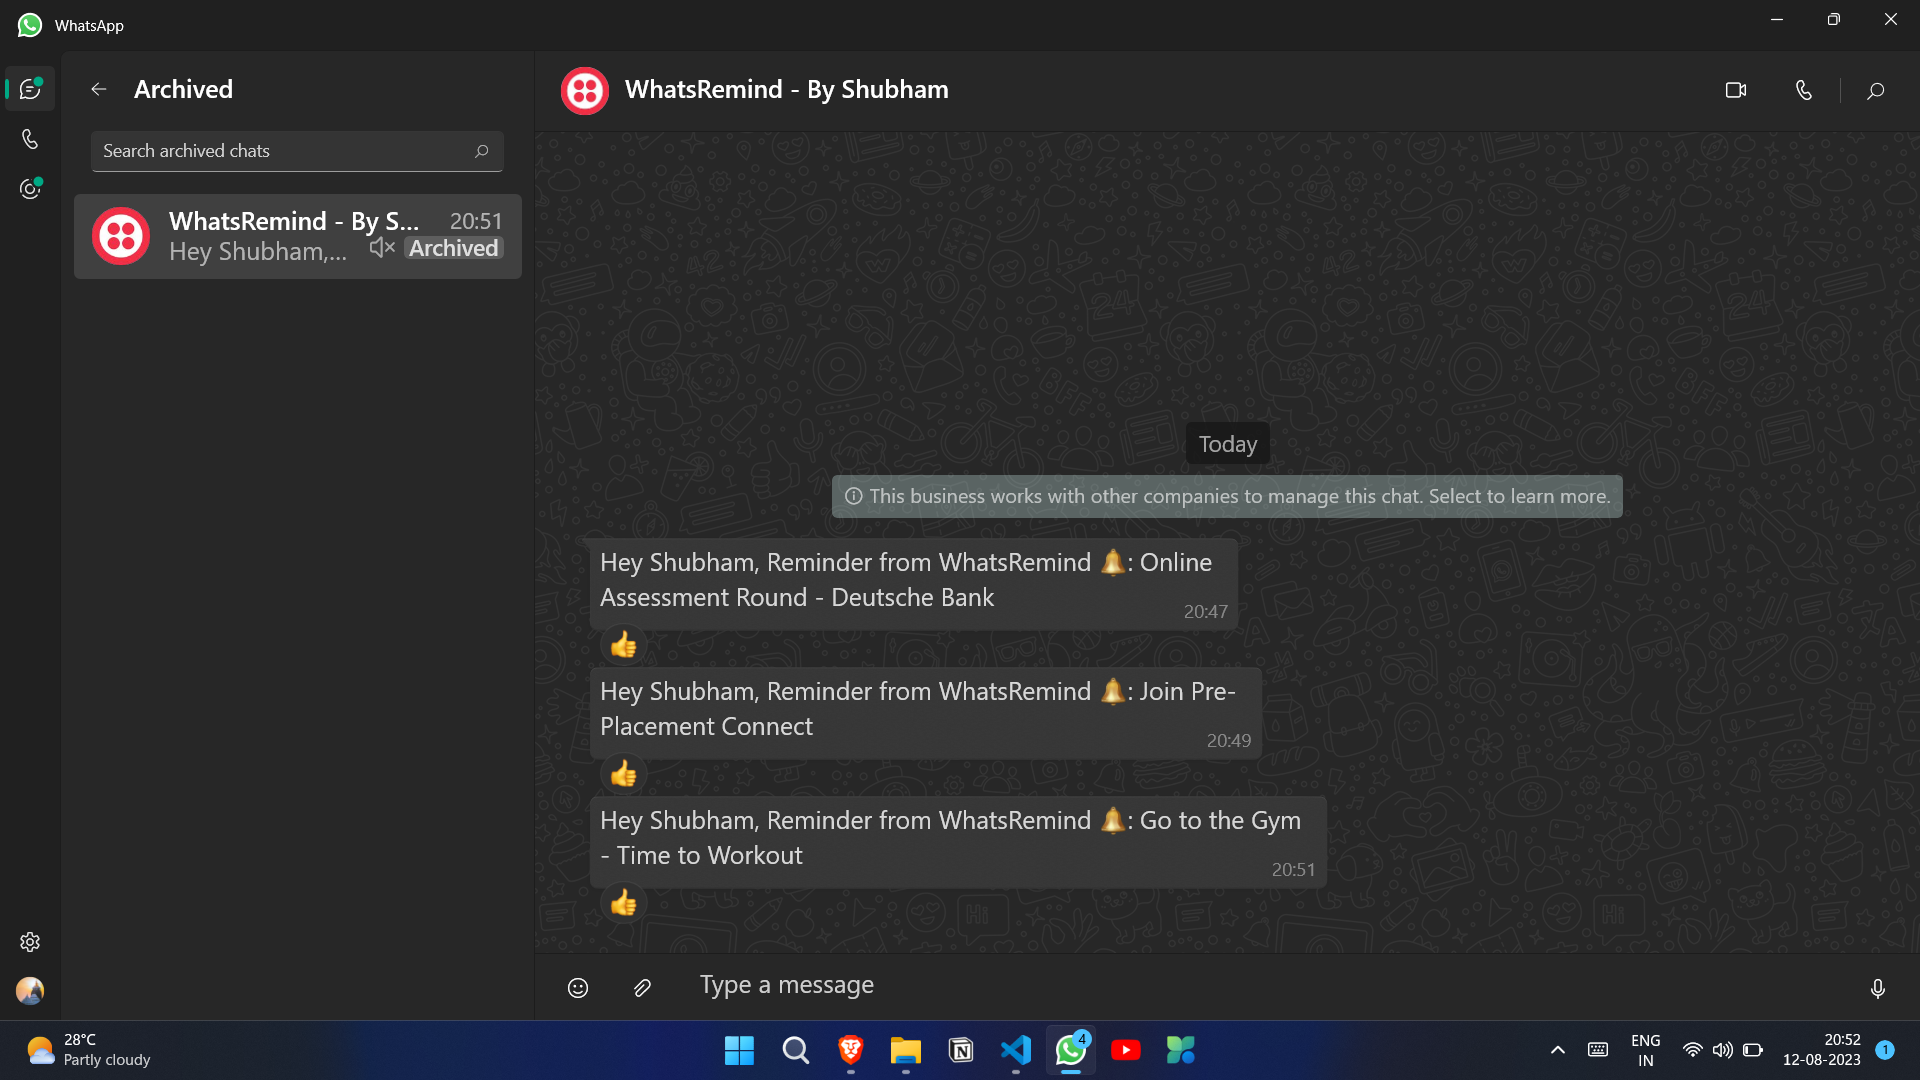 WhatsApp
Archived
Search archived chats
WhatsRemind - By S... 20:51
Hey Shubham,... Archived
WhatsRemind - By Shubham
Today
This business works with other companies to manage this chat. Select to learn more.
Hey Shubham, Reminder from WhatsRemind 🔔: Online
Assessment Round - Deutsche Bank
20:47
👍
Hey Shubham, Reminder from WhatsRemind 🔔: Join Pre-
Placement Connect
20:49
👍
Hey Shubham, Reminder from WhatsRemind 🔔: Go to the Gym
- Time to Workout
20:51
👍
Type a message
28°C
Partly cloudy
4
ENG
IN
20:52
12-08-2023
1